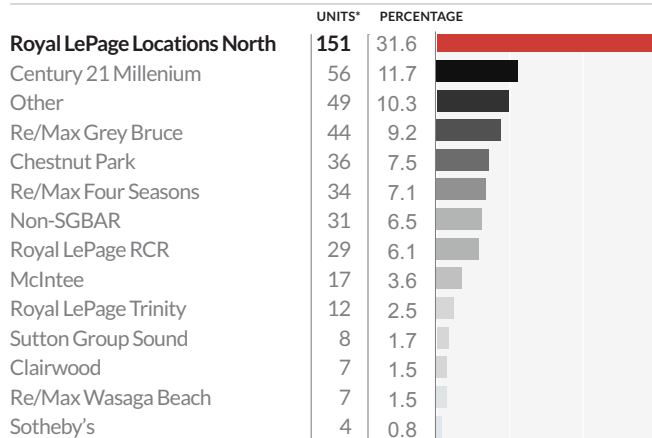 UNITS* PERCENTAGE
Royal LePage Locations North 151 31.6
Century 21 Millenium 56 11.7
Other 49 10.3
Re/Max Grey Bruce 44 9.2
Chestnut Park 36 7.5
Re/Max Four Seasons 34 7.1
Non-SGBAR 31 6.5
Royal LePage RCR 29 6.1
McIntee 17 3.6
Royal LePage Trinity 12 2.5
Sutton Group Sound 8 1.7
Clairwood 7 1.5
Re/Max Wasaga Beach 7 1.5
Sotheby's 4 0.8